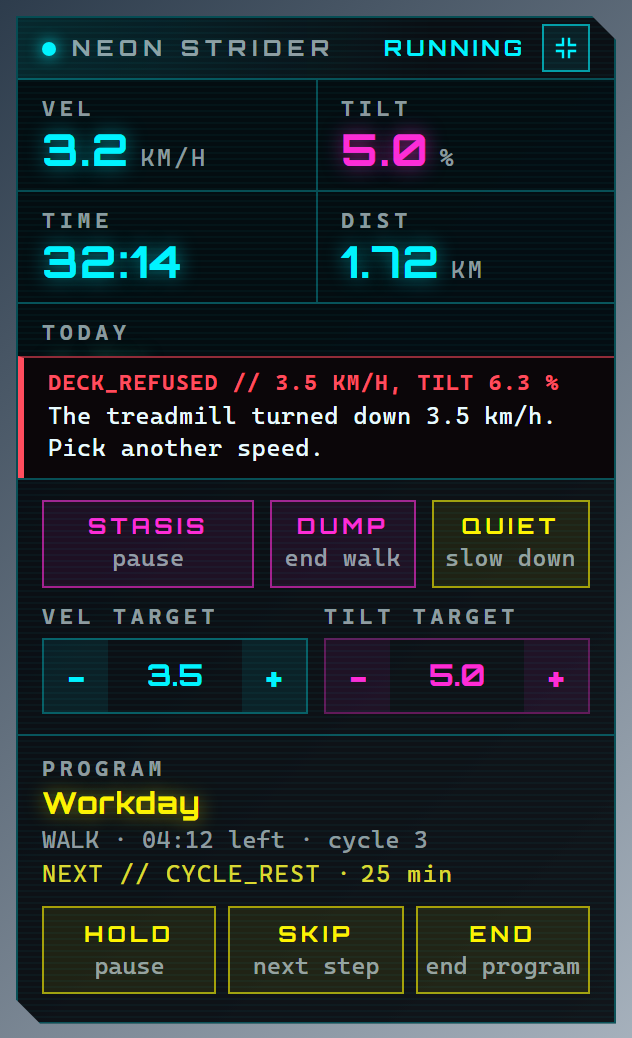 NEON STRIDER RUNNING
VEL
3.2 KM/H
TILT
5.0 %
TIME
32:14
DIST
1.72 KM
TODAY
DECK_REFUSED // 3.5 KM/H, TILT 6.3 %
The treadmill turned down 3.5 km/h.
Pick another speed.
STASIS
pause
DUMP
end walk
QUIET
slow down
VEL TARGET
− 3.5 +
TILT TARGET
− 5.0 +
PROGRAM
Workday
WALK · 04:12 left · cycle 3
NEXT // CYCLE_REST · 25 min
HOLD
pause
SKIP
next step
END
end program